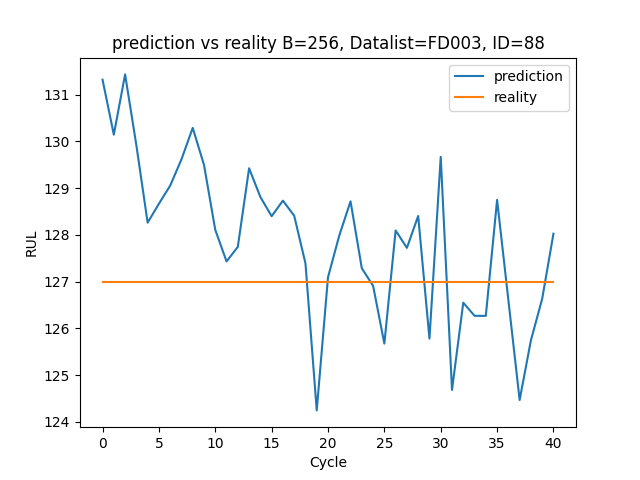 prediction vs reality B=256, Datalist=FD003, ID=88
prediction
reality
RUL
131
130
129
128
127
126
125
124
0 5 10 15 20 25 30 35 40
Cycle